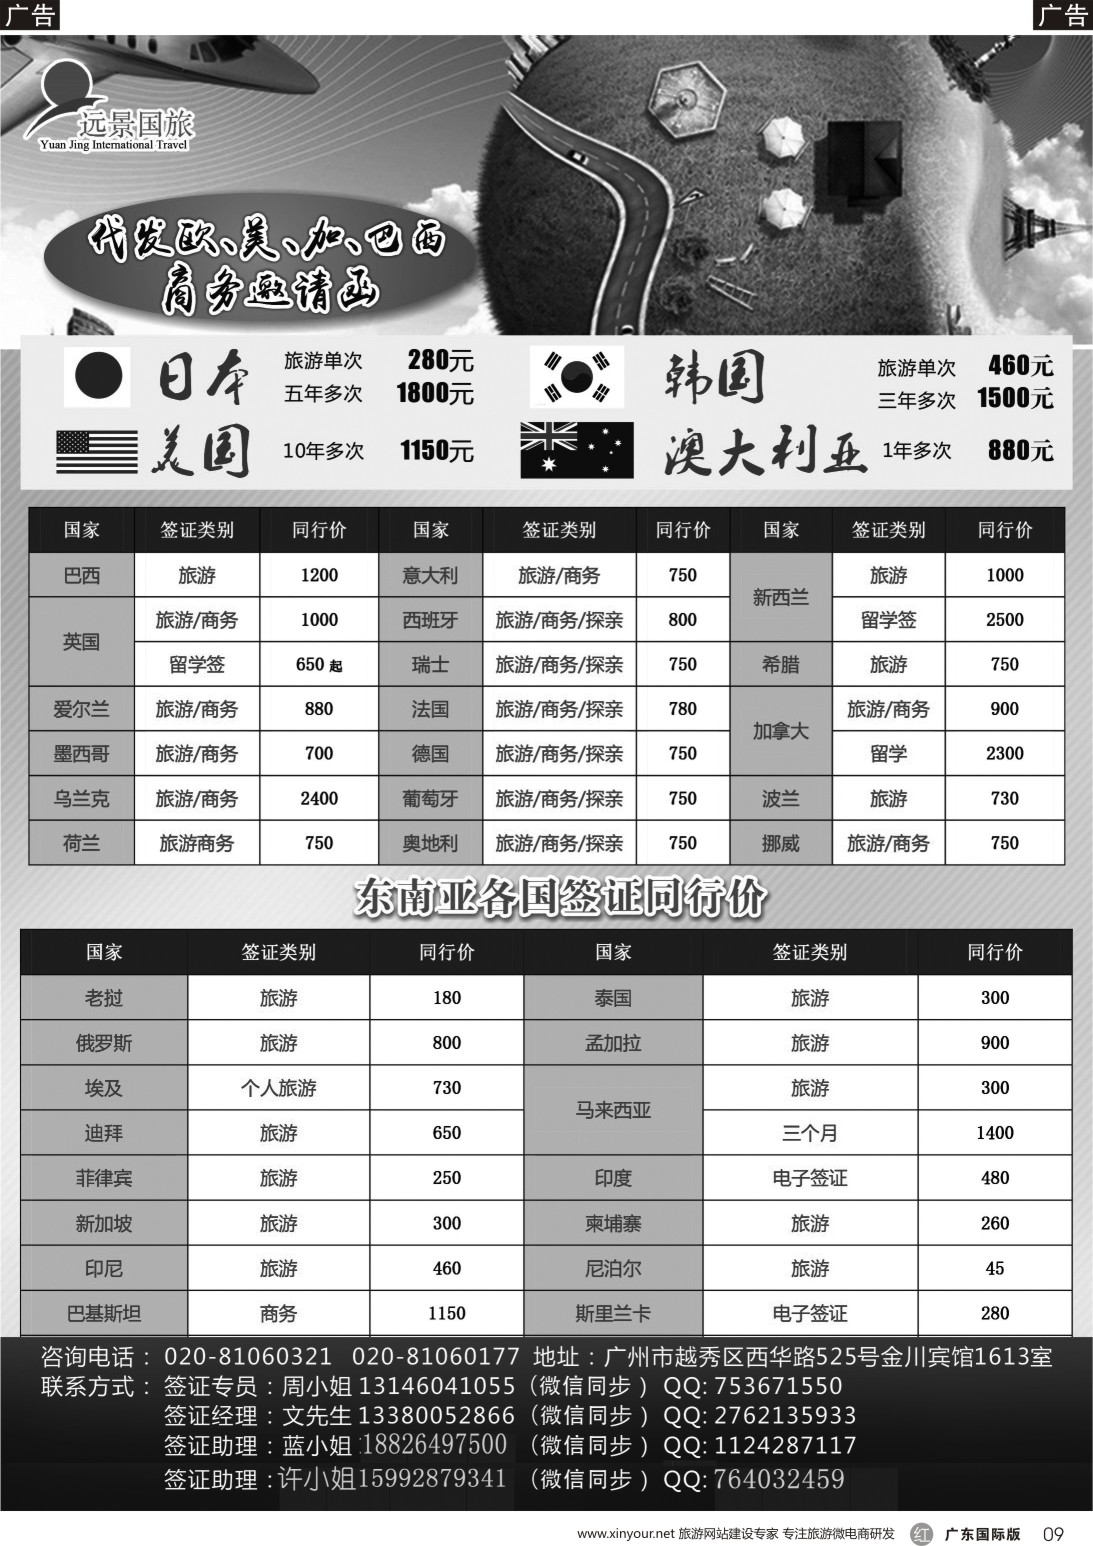 广告
广告
远景国旅
Yuan Jing International Travel
代发欧、美、加、巴西
商务邀请函
日本 旅游单次 280元
五年多次 1800元
韩国 旅游单次 460元
三年多次 1500元
美国 10年多次 1150元
澳大利亚 1年多次 880元
国家 签证类别 同行价 国家 签证类别 同行价 国家 签证类别 同行价
巴西 旅游 1200 意大利 旅游/商务 750 新西兰 旅游 1000
英国 旅游/商务 1000 西班牙 旅游/商务/探亲 800 留学签 2500
留学签 650 起 瑞士 旅游/商务/探亲 750 希腊 旅游 750
爱尔兰 旅游/商务 880 法国 旅游/商务/探亲 780 加拿大 旅游/商务 900
墨西哥 旅游/商务 700 德国 旅游/商务/探亲 750 留学 2300
乌兰克 旅游/商务 2400 葡萄牙 旅游/商务/探亲 750 波兰 旅游 730
荷兰 旅游商务 750 奥地利 旅游/商务/探亲 750 挪威 旅游/商务 750
东南亚各国签证同行价
国家 签证类别 同行价 国家 签证类别 同行价
老挝 旅游 180 泰国 旅游 300
俄罗斯 旅游 800 孟加拉 旅游 900
埃及 个人旅游 730 马来西亚 旅游 300
迪拜 旅游 650 三个月 1400
菲律宾 旅游 250 印度 电子签证 480
新加坡 旅游 300 柬埔寨 旅游 260
印尼 旅游 460 尼泊尔 旅游 45
巴基斯坦 商务 1150 斯里兰卡 电子签证 280
咨询电话： 020-81060321 020-81060177 地址：广州市越秀区西华路525号金川宾馆1613室
联系方式： 签证专员：周小姐 13146041055（微信同步） QQ: 753671550
签证经理：文先生 13380052866（微信同步） QQ: 2762135933
签证助理：蓝小姐 18826497500 （微信同步） QQ: 1124287117
签证助理：许小姐15992879341 （微信同步） QQ: 764032459
www.xinyour.net 旅游网站建设专家 专注旅游微电商研发 红 广东国际版 09